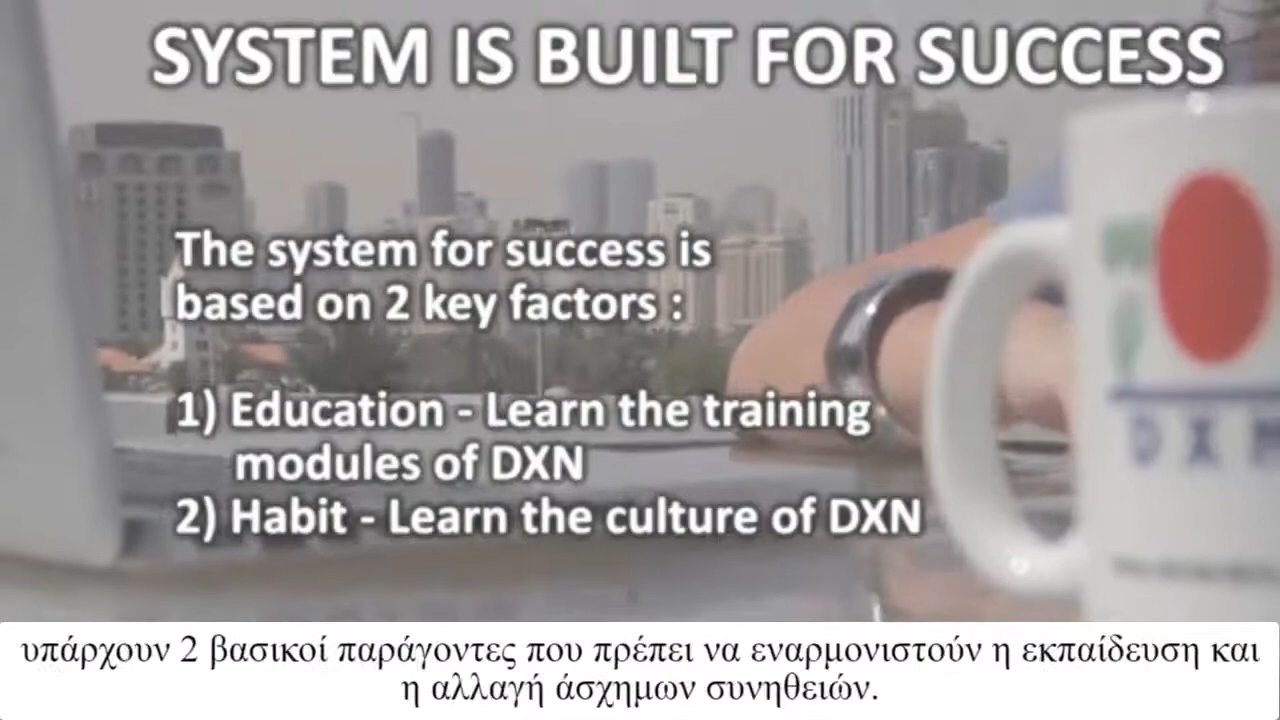 SYSTEM IS BUILT FOR SUCCESS
The system for success is
based on 2 key factors :
1) Education - Learn the training
modules of DXN
2) Habit - Learn the culture of DXN
DXN
υπάρχουν 2 βασικοί παράγοντες που πρέπει να εναρμονιστούν η εκπαίδευση και
η αλλαγή άσχημων συνηθειών.